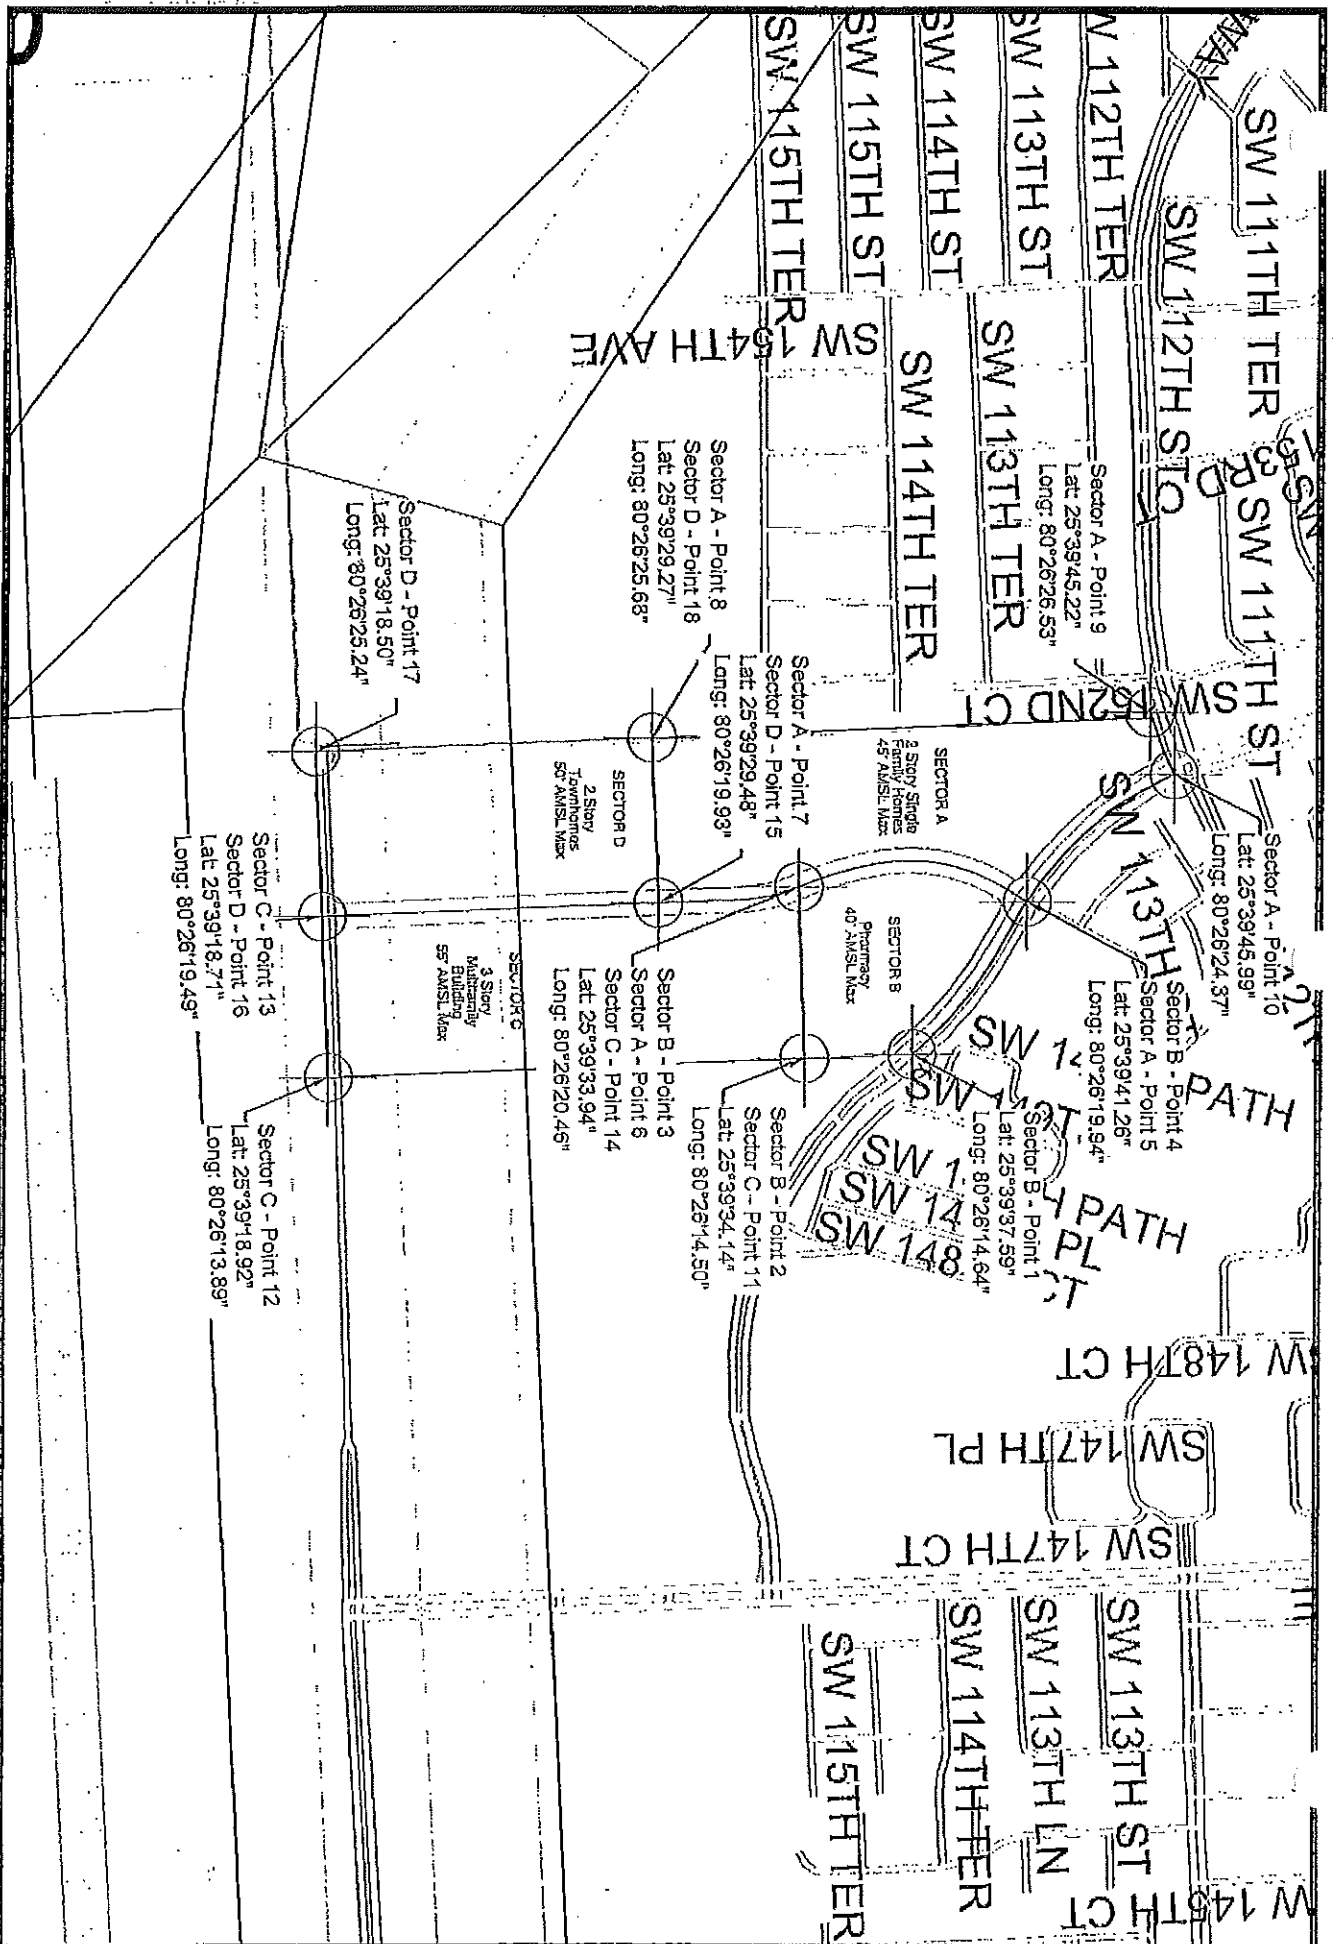 SW 111TH TER
SW 112TH ST
SW 111TH ST
SW 112TH CT
W 112TH TER
SW 113TH ST
SW 114TH ST
SW 115TH ST
SW 115TH TER
SW 154TH AVE
SW 113TH TER
SW 114TH TER
SW 152ND CT
SW 113TH
PATH
PATH
PL
SW 148
W 148TH CT
SW 147TH PL
SW 147TH CT
SW 113TH ST
SW 113TH LN
SW 114TH TER
SW 115TH TER
W 145TH CT
Sector A - Point 9
Lat: 25°39'45.22"
Long: 80°26'26.53"
Sector A - Point 10
Lat: 25°39'45.99"
Long: 80°26'24.37"
Sector B - Point 4
Sector A - Point 5
Lat: 25°39'41.26"
Long: 80°26'19.94"
Sector B - Point 1
Lat: 25°39'37.59"
Long: 80°26'14.64"
Sector B - Point 2
Sector C - Point 11
Lat: 25°39'34.14"
Long: 80°26'14.50"
Sector B - Point 3
Sector A - Point 6
Sector C - Point 14
Lat: 25°39'33.94"
Long: 80°26'20.46"
Sector A - Point 7
Sector D - Point 15
Lat: 25°39'29.48"
Long: 80°26'19.93"
Sector A - Point 8
Sector D - Point 18
Lat: 25°39'29.27"
Long: 80°26'25.68"
Sector D - Point 17
Lat: 25°39'18.50"
Long: 80°26'25.24"
Sector C - Point 13
Sector D - Point 16
Lat: 25°39'18.71"
Long: 80°26'19.49"
Sector C - Point 12
Lat: 25°39'18.92"
Long: 80°26'13.89"
SECTOR A
2 Story Single
Family Homes
45' AMSL Max
SECTOR B
Pharmacy
40' AMSL Max
SECTOR C
3 Story
Multifamily
Building
55' AMSL Max
SECTOR D
2 Story
Townhomes
50' AMSL Max